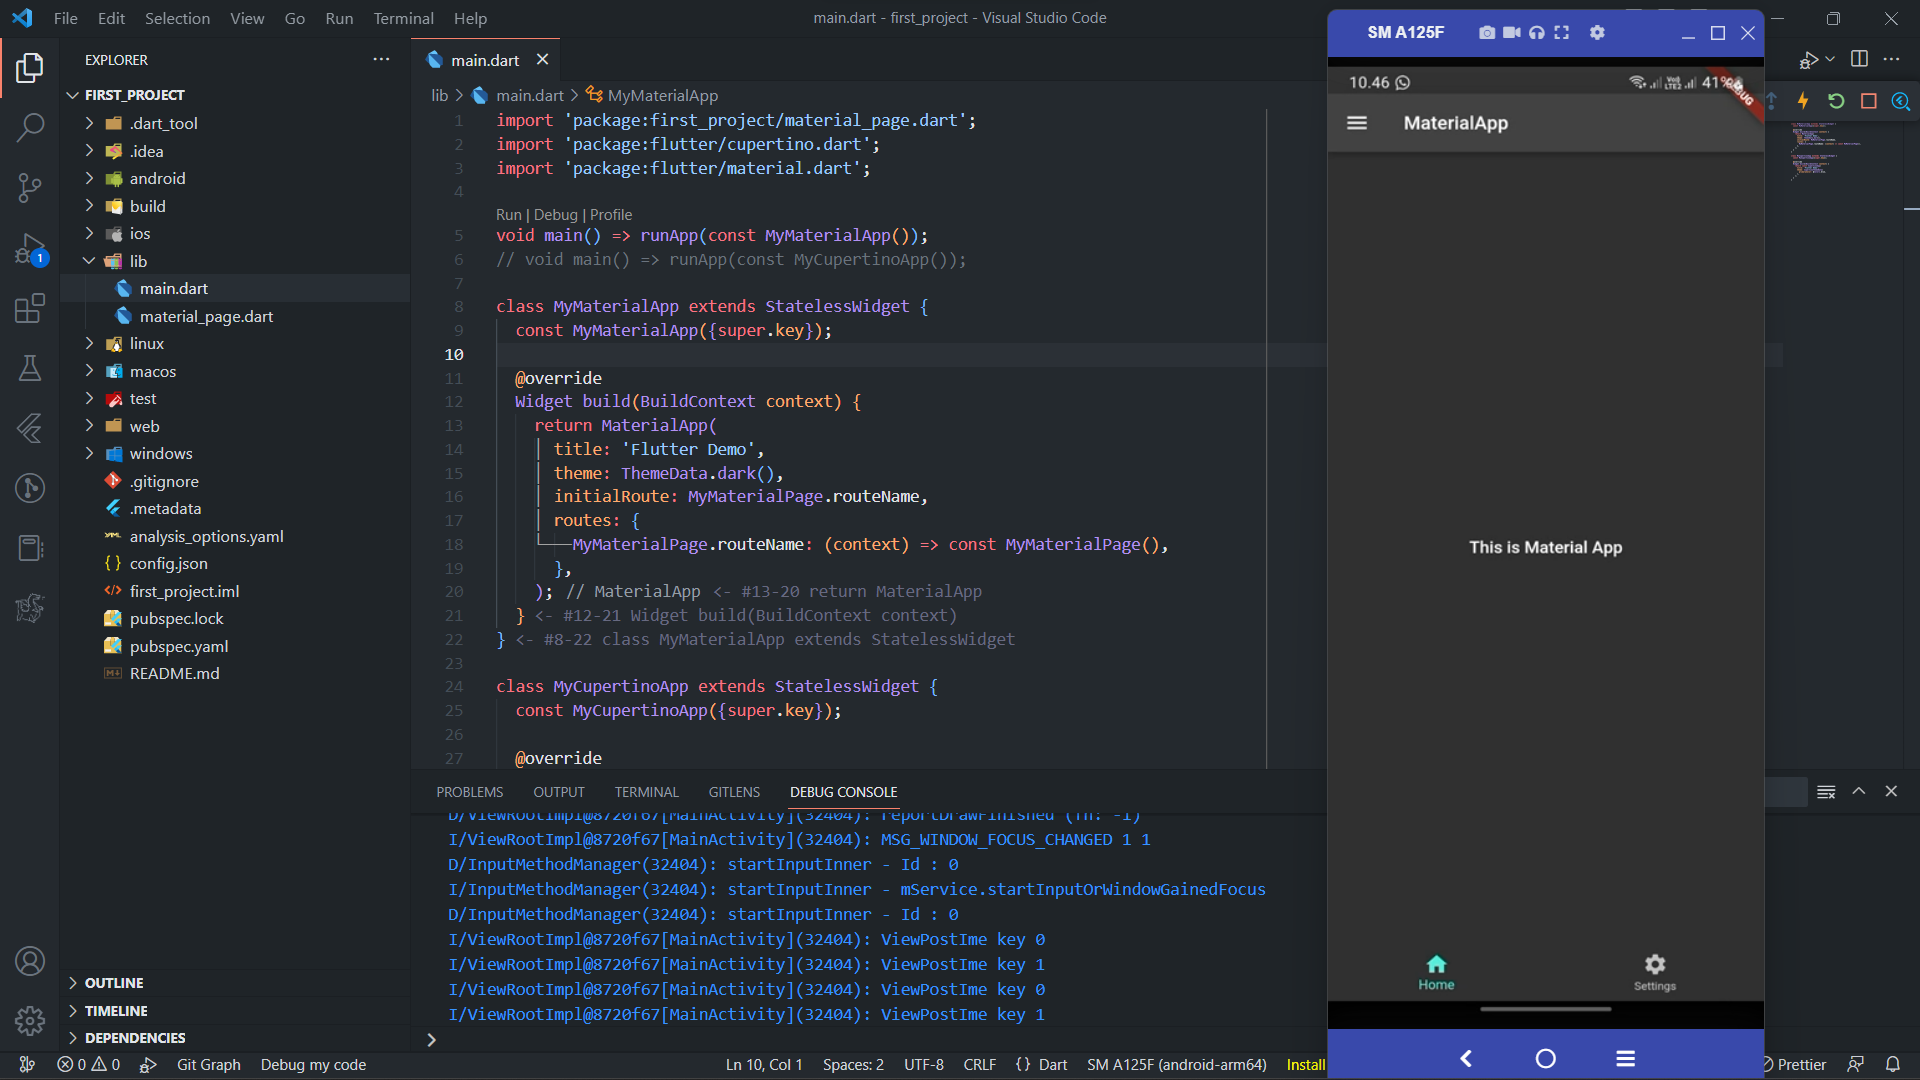 File Edit Selection View Go Run Terminal Help
main.dart - first_project - Visual Studio Code
EXPLORER
FIRST_PROJECT
.dart_tool
.idea
android
build
ios
lib
main.dart
material_page.dart
linux
macos
test
web
windows
.gitignore
.metadata
analysis_options.yaml
config.json
first_project.iml
pubspec.lock
pubspec.yaml
README.md
OUTLINE
TIMELINE
DEPENDENCIES
1
main.dart
lib > main.dart > MyMaterialApp
1 import 'package:first_project/material_page.dart';
2 import 'package:flutter/cupertino.dart';
3 import 'package:flutter/material.dart';
4
Run | Debug | Profile
5 void main() => runApp(const MyMaterialApp());
6 // void main() => runApp(const MyCupertinoApp());
7
8 class MyMaterialApp extends StatelessWidget {
9 const MyMaterialApp({super.key});
10
11 @override
12 Widget build(BuildContext context) {
13 return MaterialApp(
14 title: 'Flutter Demo',
15 theme: ThemeData.dark(),
16 initialRoute: MyMaterialPage.routeName,
17 routes: {
18 MyMaterialPage.routeName: (context) => const MyMaterialPage(),
19 },
20 ); // MaterialApp <- #13-20 return MaterialApp
21 } <- #12-21 Widget build(BuildContext context)
22 } <- #8-22 class MyMaterialApp extends StatelessWidget
23
24 class MyCupertinoApp extends StatelessWidget {
25 const MyCupertinoApp({super.key});
26
27 @override
PROBLEMS OUTPUT TERMINAL GITLENS DEBUG CONSOLE
D/ViewRootImpl@8720f67[MainActivity](32404): reportDrawFinished (fn: -1)
I/ViewRootImpl@8720f67[MainActivity](32404): MSG_WINDOW_FOCUS_CHANGED 1 1
D/InputMethodManager(32404): startInputInner - Id : 0
I/InputMethodManager(32404): startInputInner - mService.startInputOrWindowGainedFocus
D/InputMethodManager(32404): startInputInner - Id : 0
I/ViewRootImpl@8720f67[MainActivity](32404): ViewPostIme key 0
I/ViewRootImpl@8720f67[MainActivity](32404): ViewPostIme key 1
I/ViewRootImpl@8720f67[MainActivity](32404): ViewPostIme key 0
I/ViewRootImpl@8720f67[MainActivity](32404): ViewPostIme key 1
SM A125F
10.46 41%
MaterialApp
This is Material App
Home Settings
0 0 Git Graph Debug my code Ln 10, Col 1 Spaces: 2 UTF-8 CRLF {} Dart SM A125F (android-arm64) Install Prettier